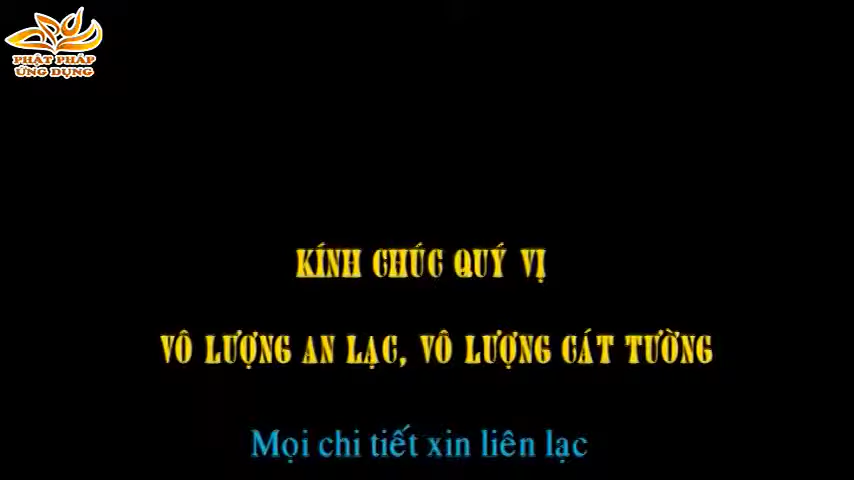 PHẬT PHÁP
ỨNG DỤNG
KÍNH CHÚC QUÝ VỊ
VÔ LƯỢNG AN LẠC, VÔ LƯỢNG CÁT TƯỜNG
Mọi chi tiết xin liên lạc